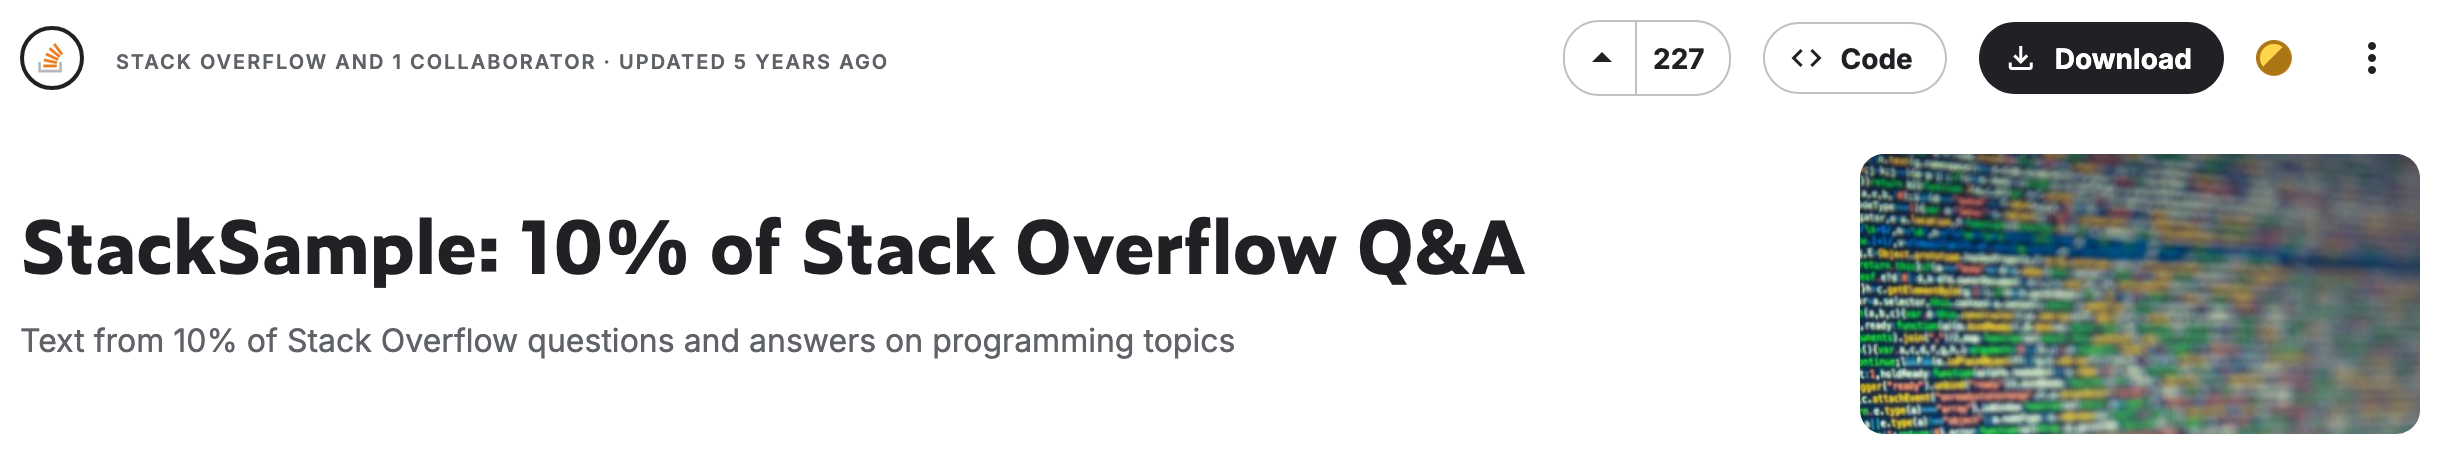 STACK OVERFLOW AND 1 COLLABORATOR · UPDATED 5 YEARS AGO
227
Code
Download
StackSample: 10% of Stack Overflow Q&A
Text from 10% of Stack Overflow questions and answers on programming topics